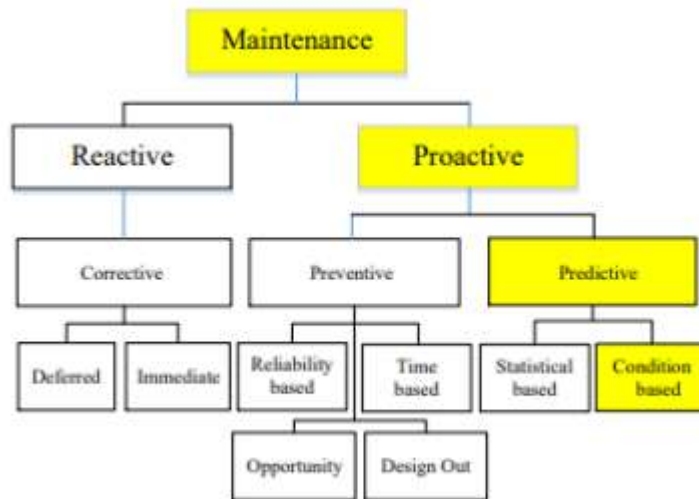 Maintenance
Reactive
Proactive
Corrective
Preventive
Predictive
Deferred
Immediate
Reliability
based
Time
based
Statistical
based
Condition
based
Opportunity
Design Out